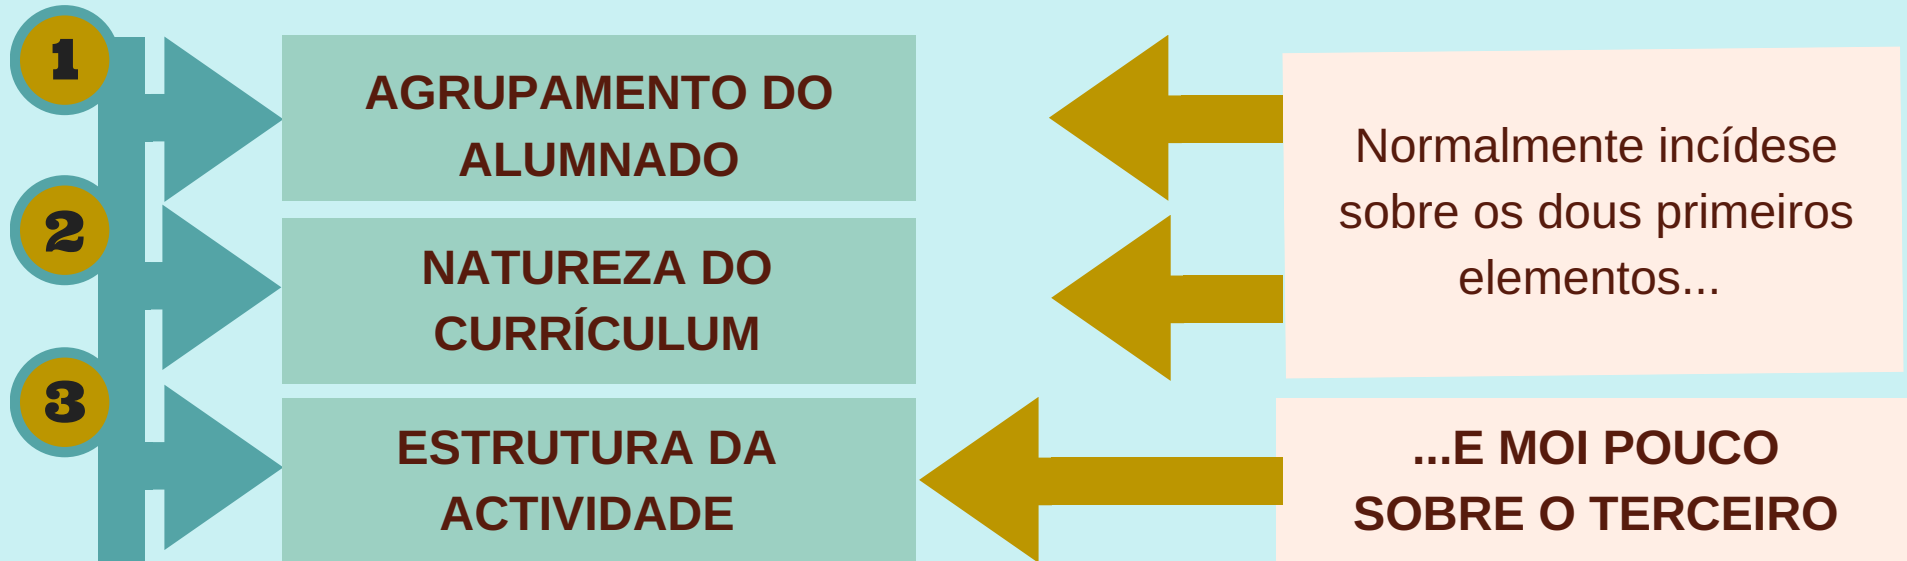 1
AGRUPAMENTO DO
ALUMNADO
2
NATUREZA DO
CURRÍCULUM
3
ESTRUTURA DA
ACTIVIDADE
Normalmente incídese
sobre os dous primeiros
elementos...
...E MOI POUCO
SOBRE O TERCEIRO